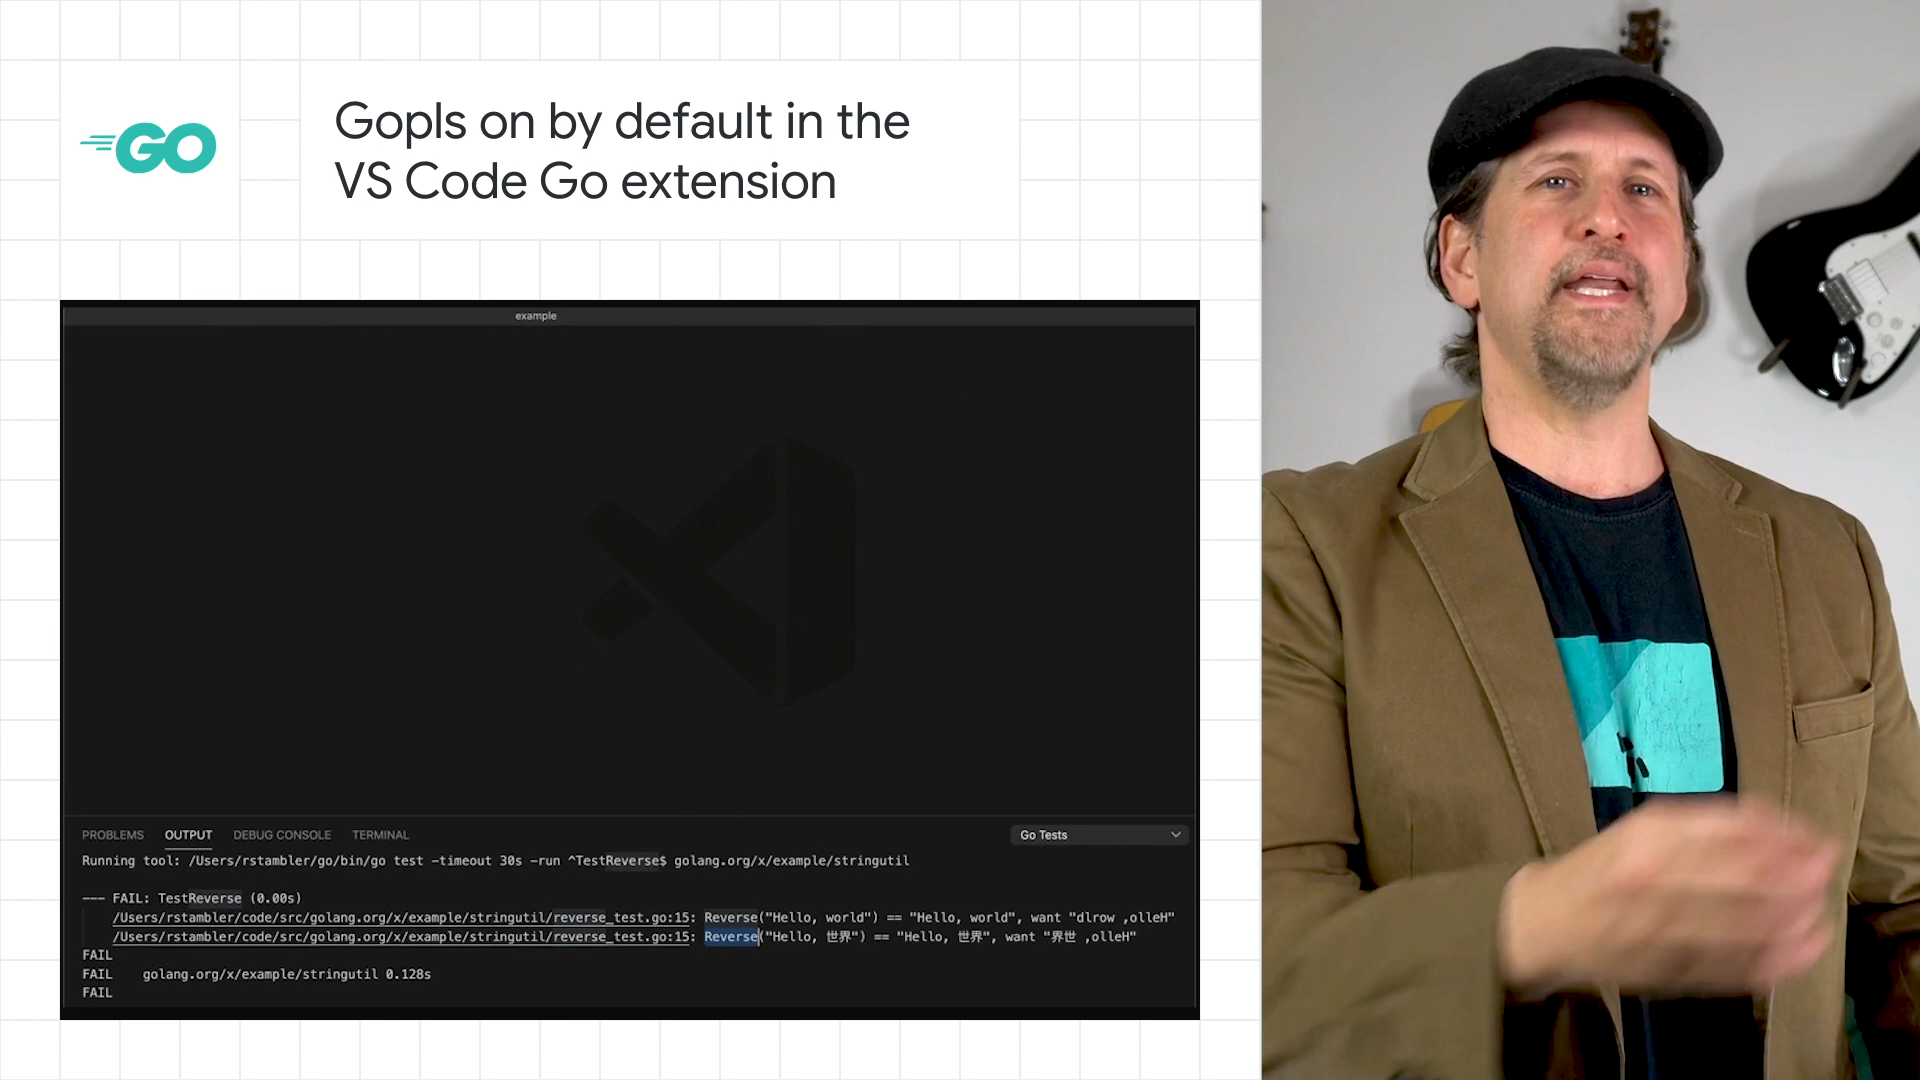 GO
Gopls on by default in the
VS Code Go extension
example
PROBLEMS OUTPUT DEBUG CONSOLE TERMINAL Go Tests
Running tool: /Users/rstambler/go/bin/go test -timeout 30s -run ^TestReverse$ golang.org/x/example/stringutil
--- FAIL: TestReverse (0.00s)
/Users/rstambler/code/src/golang.org/x/example/stringutil/reverse_test.go:15: Reverse("Hello, world") == "Hello, world", want "dlrow ,olleH"
/Users/rstambler/code/src/golang.org/x/example/stringutil/reverse_test.go:15: Reverse("Hello, 世界") == "Hello, 世界", want "界世 ,olleH"
FAIL
FAIL golang.org/x/example/stringutil 0.128s
FAIL